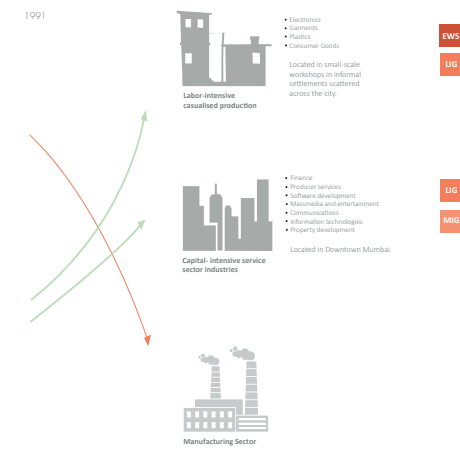 1991
• Electronics
• Garments
• Plastics
• Consumer Goods
Located in small-scale
workshops in informal
settlements scattered
across the city.
EWS
LIG
Labor-intensive
casualised production
• Finance
• Producer services
• Software development
• Massmedia and entertainment
• Communications
• Information technologies
• Property development
Located in Downtown Mumbai.
LIG
MIG
Capital- intensive service
sector industries
Manufacturing Sector